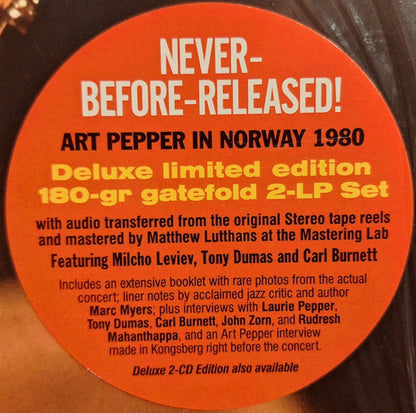 NEVER-
BEFORE-RELEASED!
ART PEPPER IN NORWAY 1980
Deluxe limited edition
180-gr gatefold 2-LP Set
with audio transferred from the original Stereo tape reels
and mastered by Matthew Lutthans at the Mastering Lab
Featuring Milcho Leviev, Tony Dumas and Carl Burnett
Includes an extensive booklet with rare photos from the actual
concert; liner notes by acclaimed jazz critic and author
Marc Myers; plus interviews with Laurie Pepper,
Tony Dumas, Carl Burnett, John Zorn, and Rudresh
Mahanthappa, and an Art Pepper interview
made in Kongsberg right before the concert.
Deluxe 2-CD Edition also available